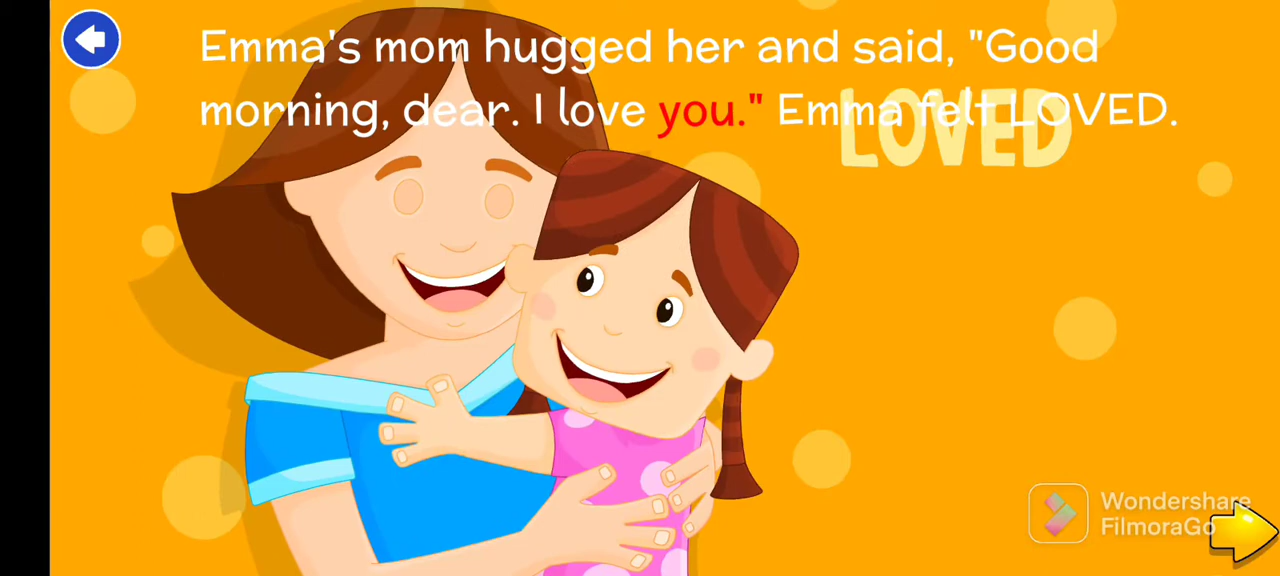 Emma's mom hugged her and said, "Good
morning, dear. I love you." Emma felt LOVED.
LOVED
Wondershare
FilmoraGo